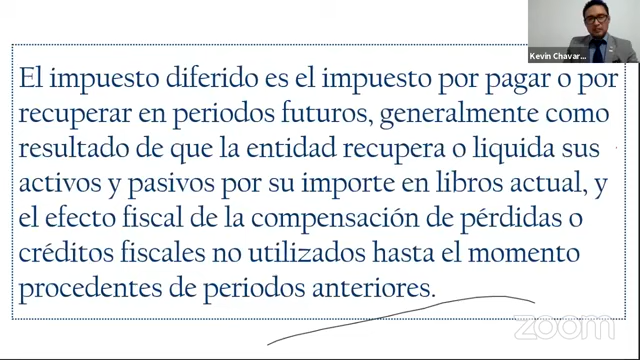 Kevin Chavar...
El impuesto diferido es el impuesto por pagar o por
recuperar en periodos futuros, generalmente como
resultado de que la entidad recupera o liquida sus
activos y pasivos por su importe en libros actual, y
el efecto fiscal de la compensación de pérdidas o
créditos fiscales no utilizados hasta el momento
procedentes de periodos anteriores.
zoom